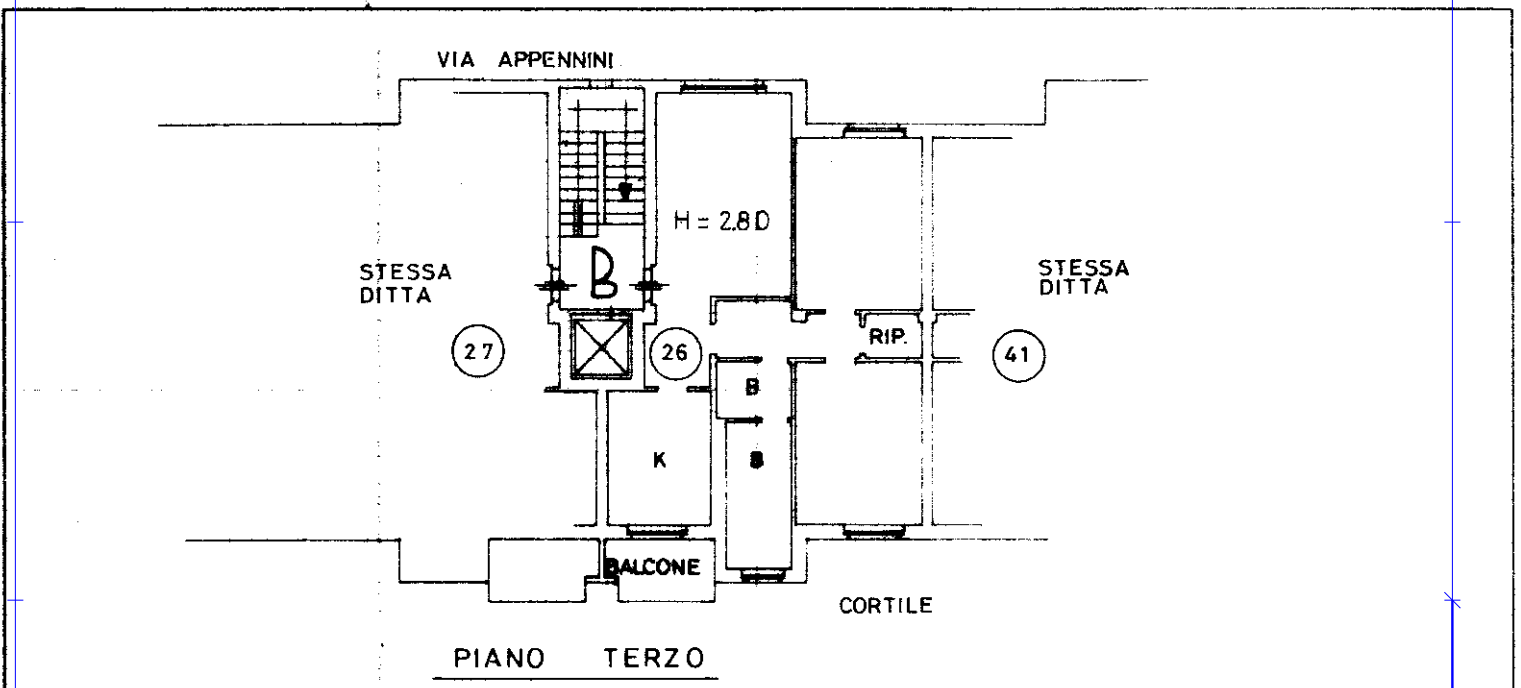 VIA APPENNINI
H = 2.80
B
STESSA
DITTA
STESSA
DITTA
27
26
RIP.
41
B
K
B
BALCONE
CORTILE
PIANO TERZO